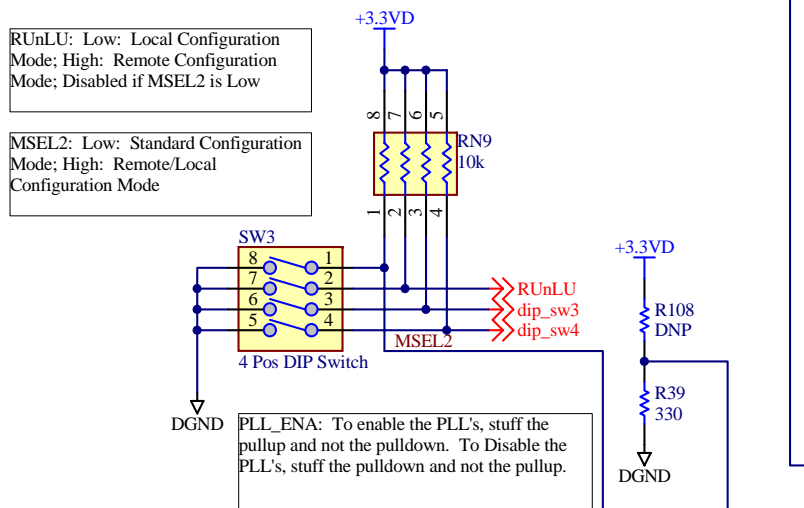 +3.3VD
RUnLU: Low: Local Configuration
Mode; High: Remote Configuration
Mode; Disabled if MSEL2 is Low
8 7 6 5
MSEL2: Low: Standard Configuration
Mode; High: Remote/Local
Configuration Mode
RN9
10k
1 2 3 4
SW3
8 1
7 2
6 3
5 4
RUnLU
dip_sw3
dip_sw4
MSEL2
4 Pos DIP Switch
+3.3VD
R108
DNP
R39
330
DGND
DGND
PLL_ENA: To enable the PLL's, stuff the
pullup and not the pulldown. To Disable the
PLL's, stuff the pulldown and not the pullup.